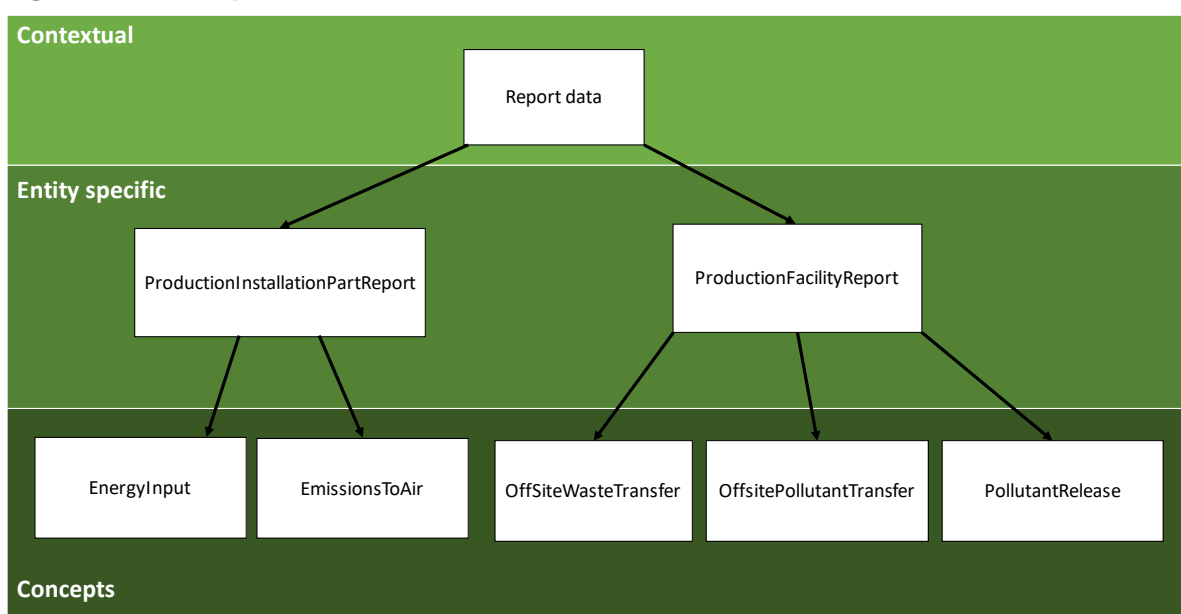 Contextual
Report data
Entity specific
ProductionInstallationPartReport
ProductionFacilityReport
EnergyInput
EmissionsToAir
OffSiteWasteTransfer
OffsitePollutantTransfer
PollutantRelease
Concepts